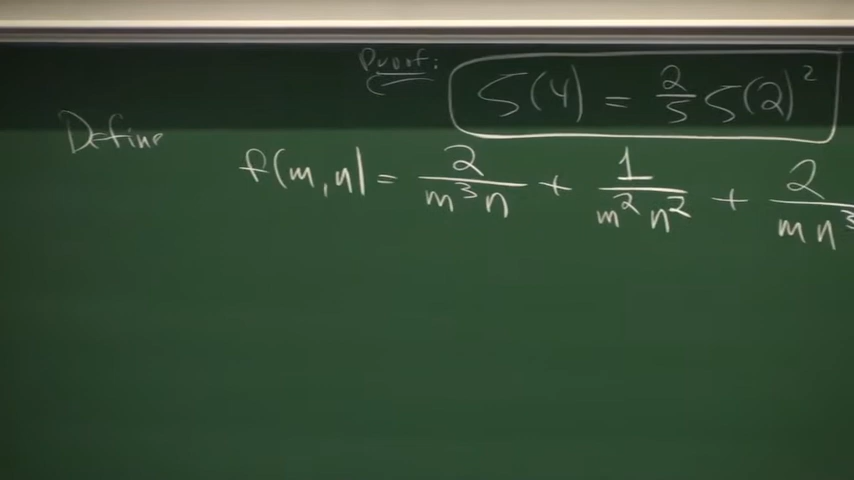 Proof: ζ(4) = 2/5 ζ(2)²
Define f(m,n) = 2/m³n + 1/m²n² + 2/mn³